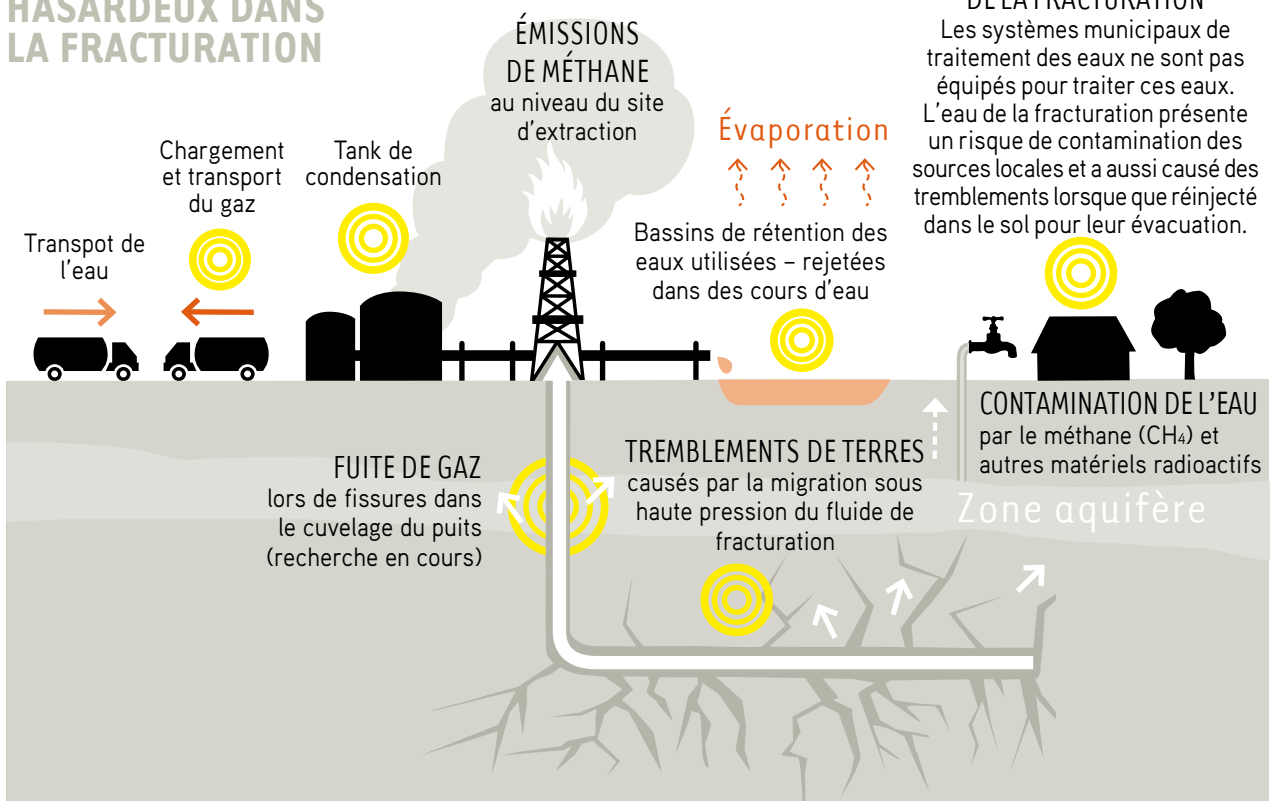 HASARDEUX DANS
LA FRACTURATION
ÉMISSIONS
DE MÉTHANE
au niveau du site
d'extraction
DE LA FRACTURATION
Les systèmes municipaux de
traitement des eaux ne sont pas
équipés pour traiter ces eaux.
L'eau de la fracturation présente
un risque de contamination des
sources locales et a aussi causé des
tremblements lorsque que réinjecté
dans le sol pour leur évacuation.
Évaporation
Chargement
et transport
du gaz
Tank de
condensation
Transpot de
l'eau
Bassins de rétention des
eaux utilisées – rejetées
dans des cours d'eau
CONTAMINATION DE L'EAU
par le méthane (CH₄) et
autres matériels radioactifs
FUITE DE GAZ
lors de fissures dans
le cuvelage du puits
(recherche en cours)
TREMBLEMENTS DE TERRES
causés par la migration sous
haute pression du fluide de
fracturation
Zone aquifère